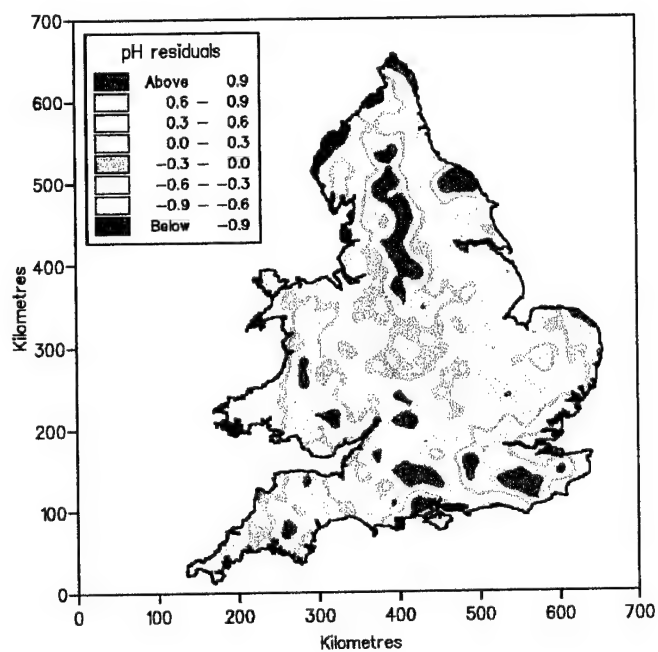 700
600
500
400
300
200
100
0
Kilometres
pH residuals
Above 0.9
0.6 – 0.9
0.3 – 0.6
0.0 – 0.3
−0.3 – 0.0
−0.6 – −0.3
−0.9 – −0.6
Below −0.9
0 100 200 300 400 500 600 700
Kilometres